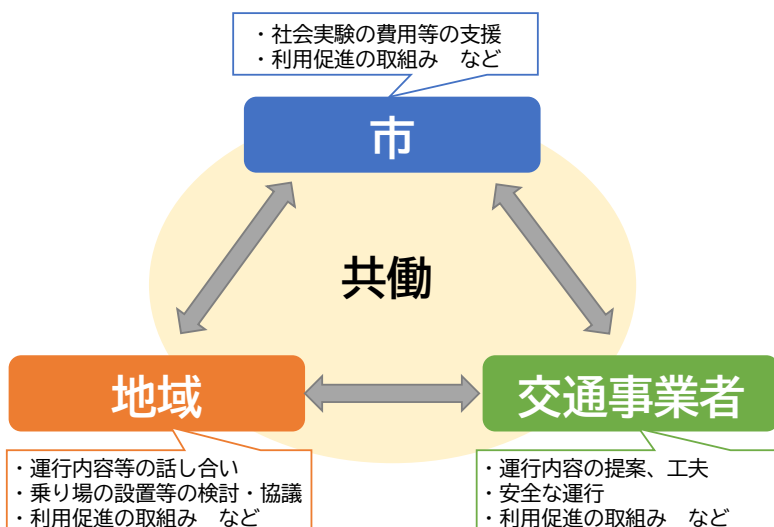 ・社会実験の費用等の支援
・利用促進の取組み　など
市
共働
地域
交通事業者
・運行内容等の話し合い
・乗り場の設置等の検討・協議
・利用促進の取組み　など
・運行内容の提案、工夫
・安全な運行
・利用促進の取組み　など